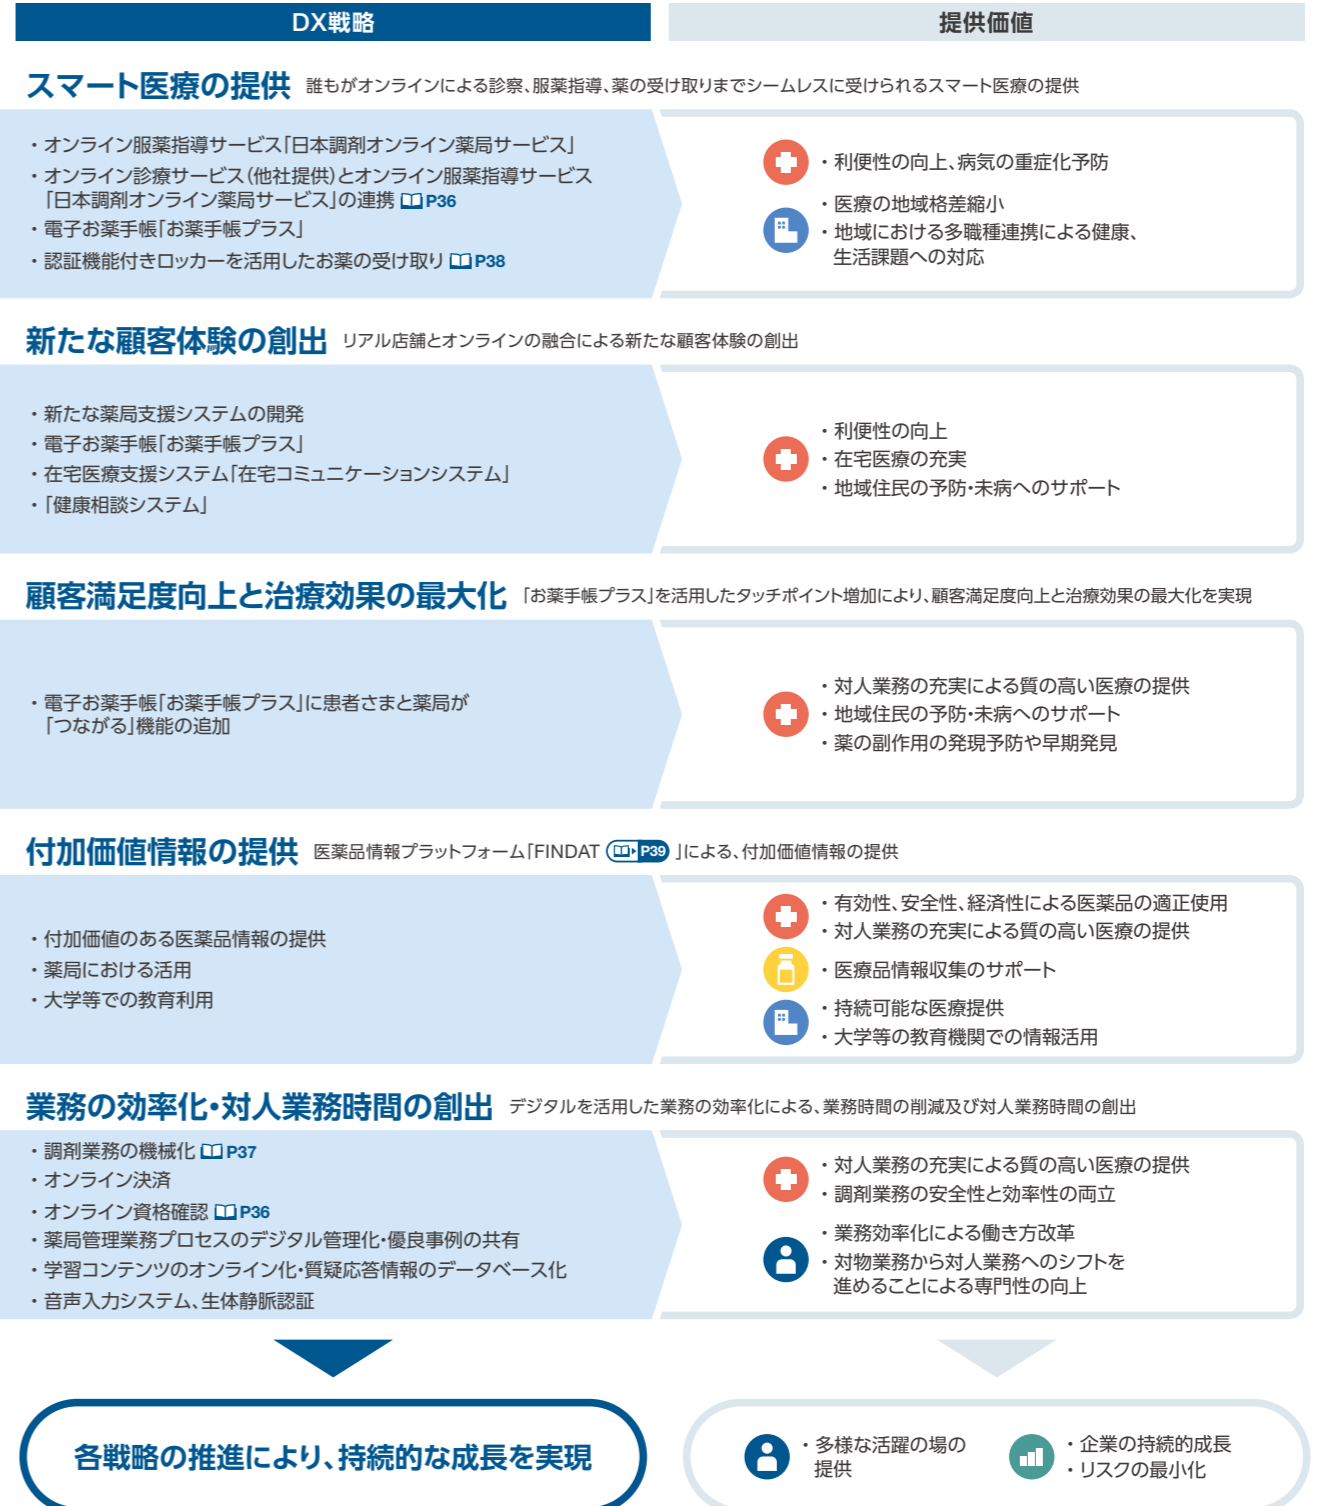 DX戦略
提供価値
スマート医療の提供 誰もがオンラインによる診察、服薬指導、薬の受け取りまでシームレスに受けられるスマート医療の提供
・オンライン服薬指導サービス「日本調剤オンライン薬局サービス」
・オンライン診療サービス（他社提供）とオンライン服薬指導サービス
「日本調剤オンライン薬局サービス」の連携 P36
・電子お薬手帳「お薬手帳プラス」
・認証機能付きロッカーを活用したお薬の受け取り P38
・利便性の向上、病気の重症化予防
・医療の地域格差縮小
・地域における多職種連携による健康、
生活課題への対応
新たな顧客体験の創出 リアル店舗とオンラインの融合による新たな顧客体験の創出
・新たな薬局支援システムの開発
・電子お薬手帳「お薬手帳プラス」
・在宅医療支援システム「在宅コミュニケーションシステム」
・「健康相談システム」
・利便性の向上
・在宅医療の充実
・地域住民の予防・未病へのサポート
顧客満足度向上と治療効果の最大化 「お薬手帳プラス」を活用したタッチポイント増加により、顧客満足度向上と治療効果の最大化を実現
・電子お薬手帳「お薬手帳プラス」に患者さまと薬局が
「つながる」機能の追加
・対人業務の充実による質の高い医療の提供
・地域住民の予防・未病へのサポート
・薬の副作用の発現予防や早期発見
付加価値情報の提供 医薬品情報プラットフォーム「FINDAT P39 」による、付加価値情報の提供
・付加価値のある医薬品情報の提供
・薬局における活用
・大学等での教育利用
・有効性、安全性、経済性による医薬品の適正使用
・対人業務の充実による質の高い医療の提供
・医療品情報収集のサポート
・持続可能な医療提供
・大学等の教育機関での情報活用
業務の効率化・対人業務時間の創出 デジタルを活用した業務の効率化による、業務時間の削減及び対人業務時間の創出
・調剤業務の機械化 P37
・オンライン決済
・オンライン資格確認 P36
・薬局管理業務プロセスのデジタル管理化・優良事例の共有
・学習コンテンツのオンライン化・質疑応答情報のデータベース化
・音声入力システム、生体静脈認証
・対人業務の充実による質の高い医療の提供
・調剤業務の安全性と効率性の両立
・業務効率化による働き方改革
・対物業務から対人業務へのシフトを
進めることによる専門性の向上
各戦略の推進により、持続的な成長を実現
・多様な活躍の場の
提供
・企業の持続的成長
・リスクの最小化